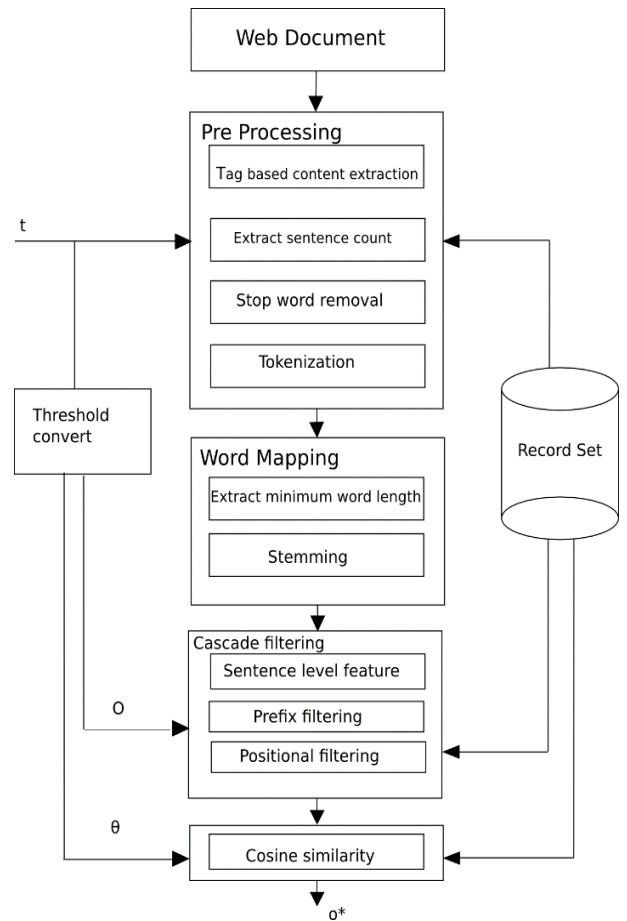 Web Document
Pre Processing
Tag based content extraction
t
Extract sentence count
Stop word removal
Tokenization
Threshold
convert
Record Set
Word Mapping
Extract minimum word length
Stemming
Cascade filtering
Sentence level feature
O
Prefix filtering
Positional filtering
θ
Cosine similarity
o*